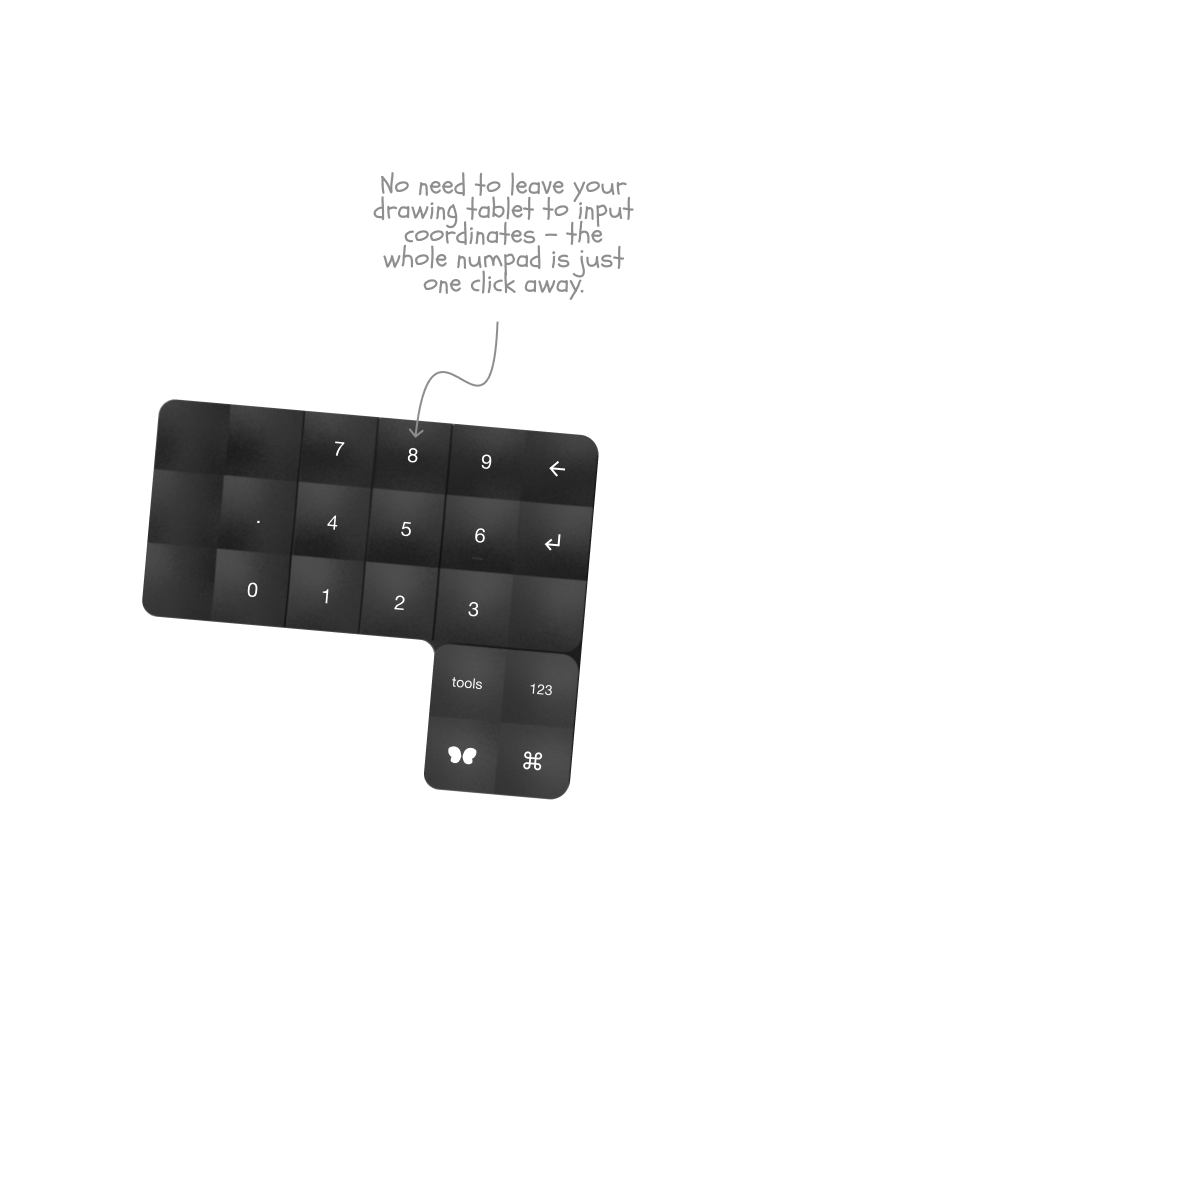 No need to leave your
drawing tablet to input
coordinates – the
whole numpad is just
one click away.
7 8 9 ←
. 4 5 6 ↵
0 1 2 3
tools 123
⌘